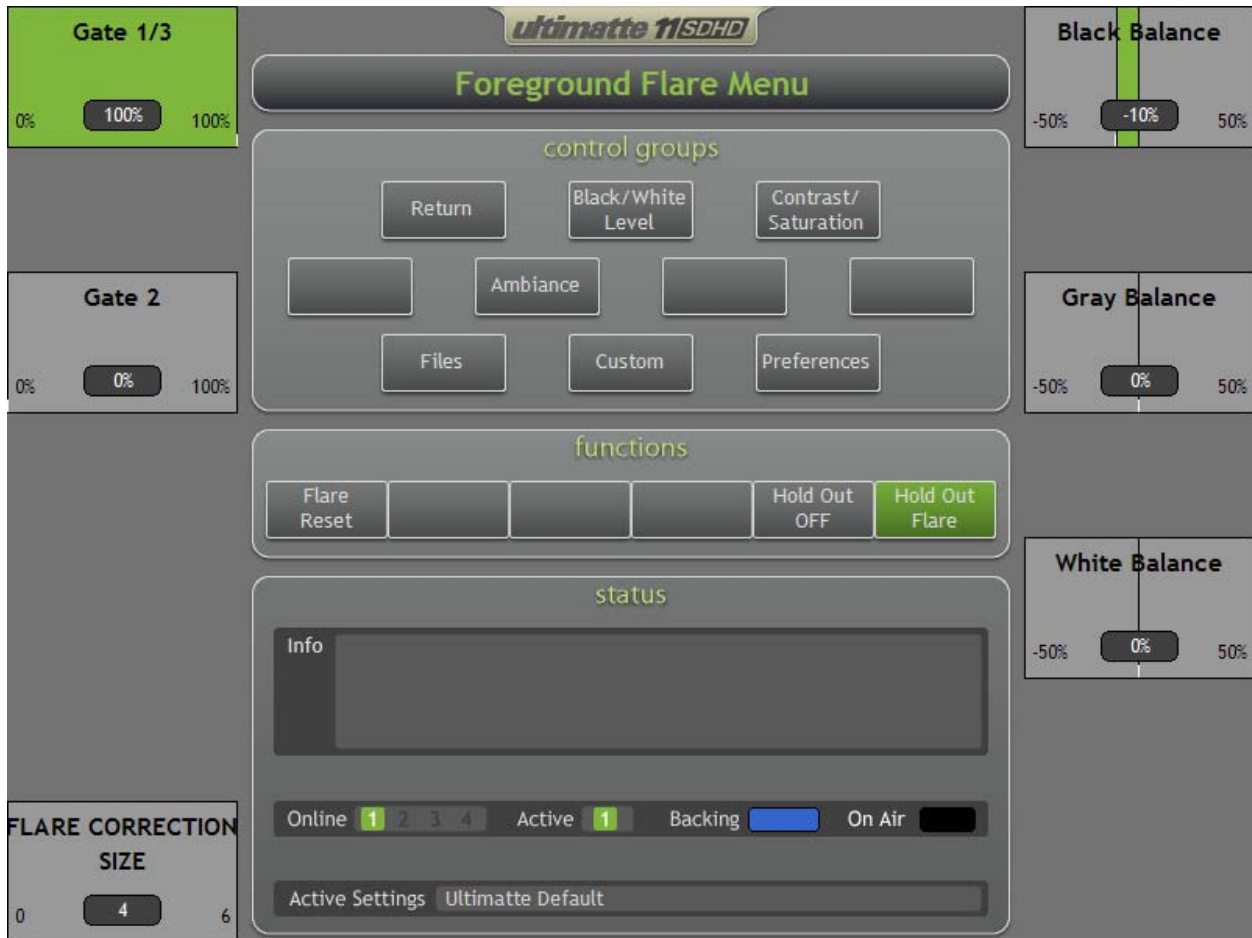 Gate 1/3
0%
100%
100%
Gate 2
0%
0%
100%
FLARE CORRECTION
SIZE
0
4
6
ultimatte 11 SDHD
Foreground Flare Menu
control groups
Return
Black/White
Level
Contrast/
Saturation
Ambiance
Files
Custom
Preferences
functions
Flare
Reset
Hold Out
OFF
Hold Out
Flare
status
Info
Online 1 2 3 4 Active 1 Backing On Air
Active Settings Ultimatte Default
Black Balance
-50%
-10%
50%
Gray Balance
-50%
0%
50%
White Balance
-50%
0%
50%